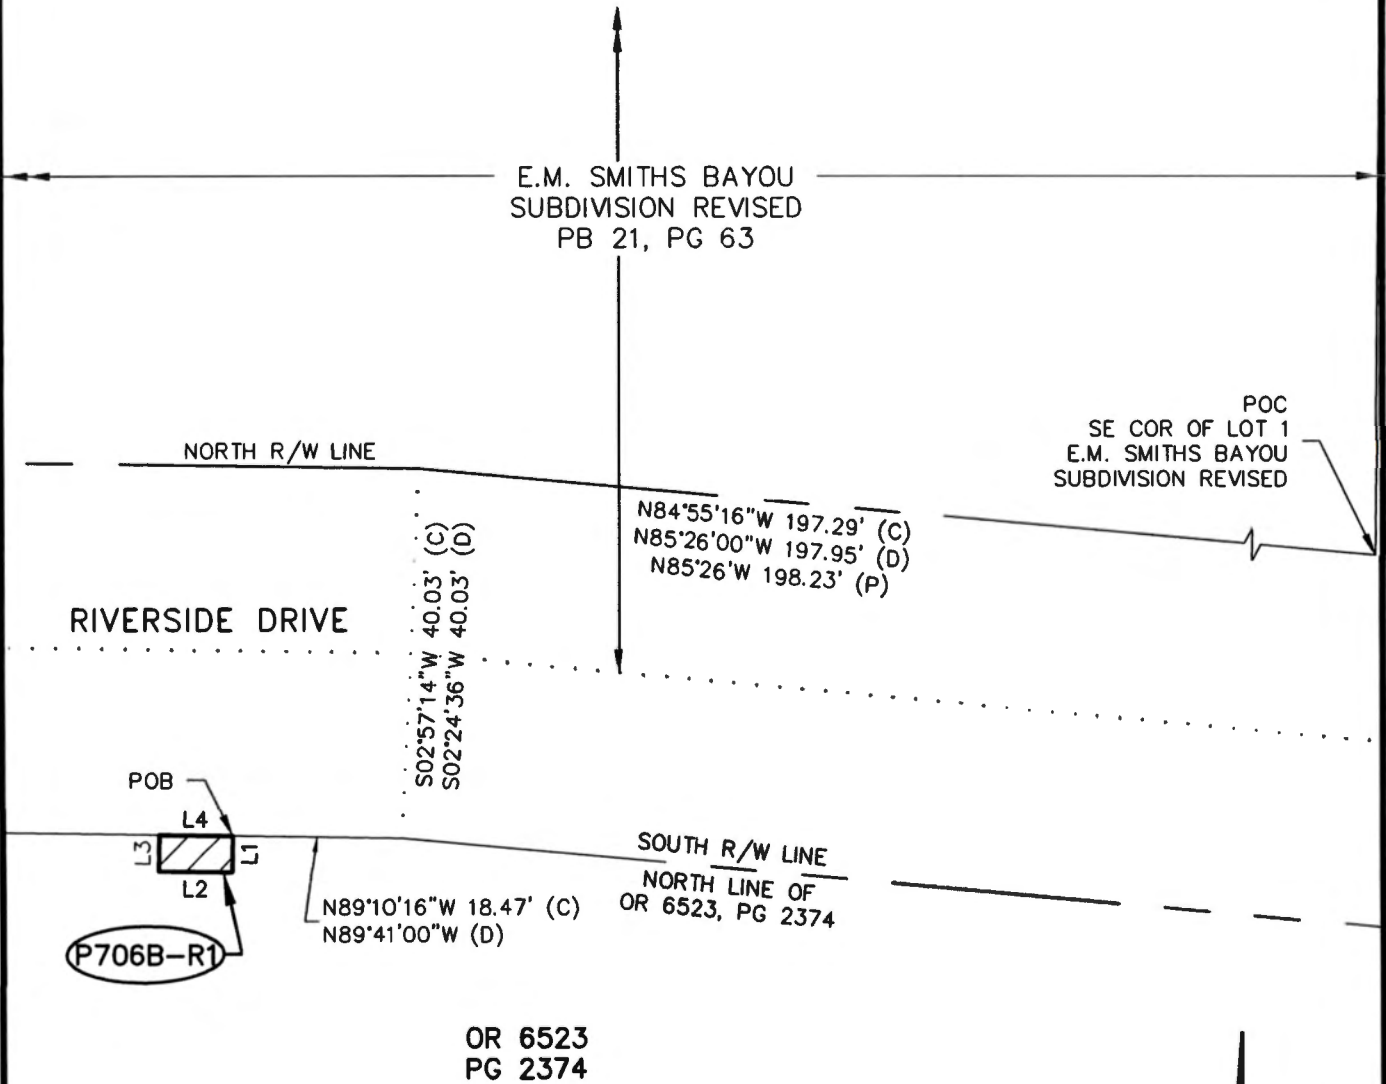 E.M. SMITHS BAYOU
SUBDIVISION REVISED
PB 21, PG 63
POC
SE COR OF LOT 1
E.M. SMITHS BAYOU
SUBDIVISION REVISED
NORTH R/W LINE
N84°55'16"W 197.29' (C)
N85°26'00"W 197.95' (D)
N85°26'W 198.23' (P)
S02°57'14"W 40.03' (C)
S02°24'36"W 40.03' (D)
RIVERSIDE DRIVE
POB
L4
L3
L1
L2
SOUTH R/W LINE
NORTH LINE OF
OR 6523, PG 2374
N89°10'16"W 18.47' (C)
N89°41'00"W (D)
P706B-R1
OR 6523
PG 2374